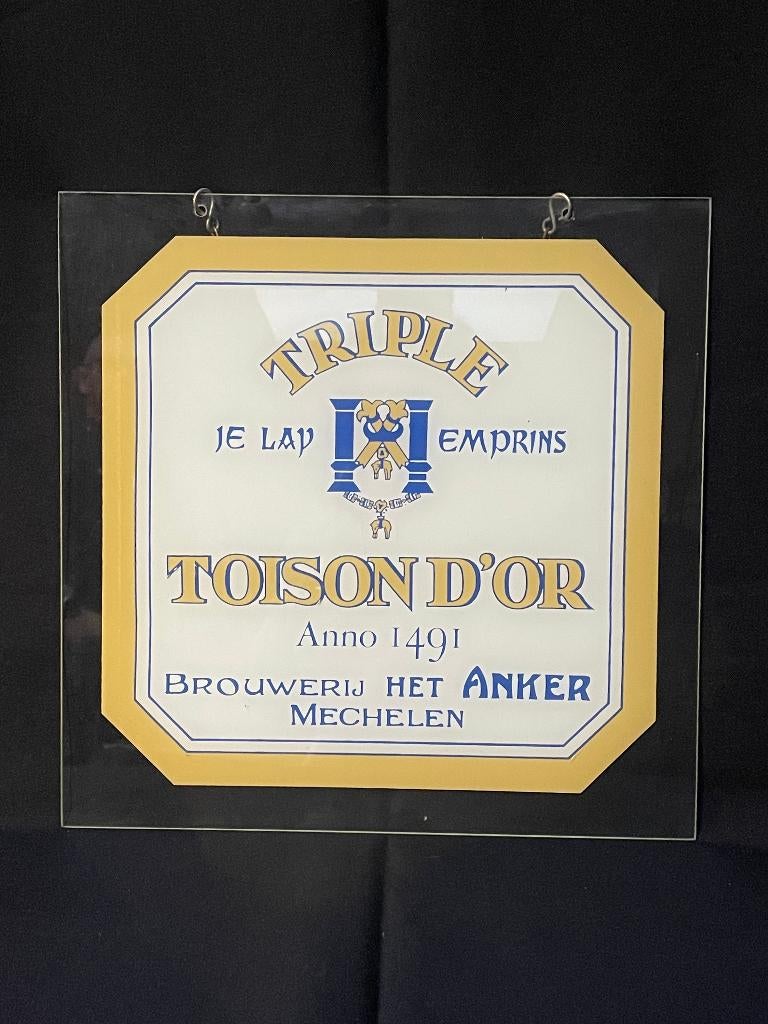 TRIPLE
JE LAY EMPRINS
TOISON D'OR
Anno 1491
BROUWERIJ HET ANKER
MECHELEN